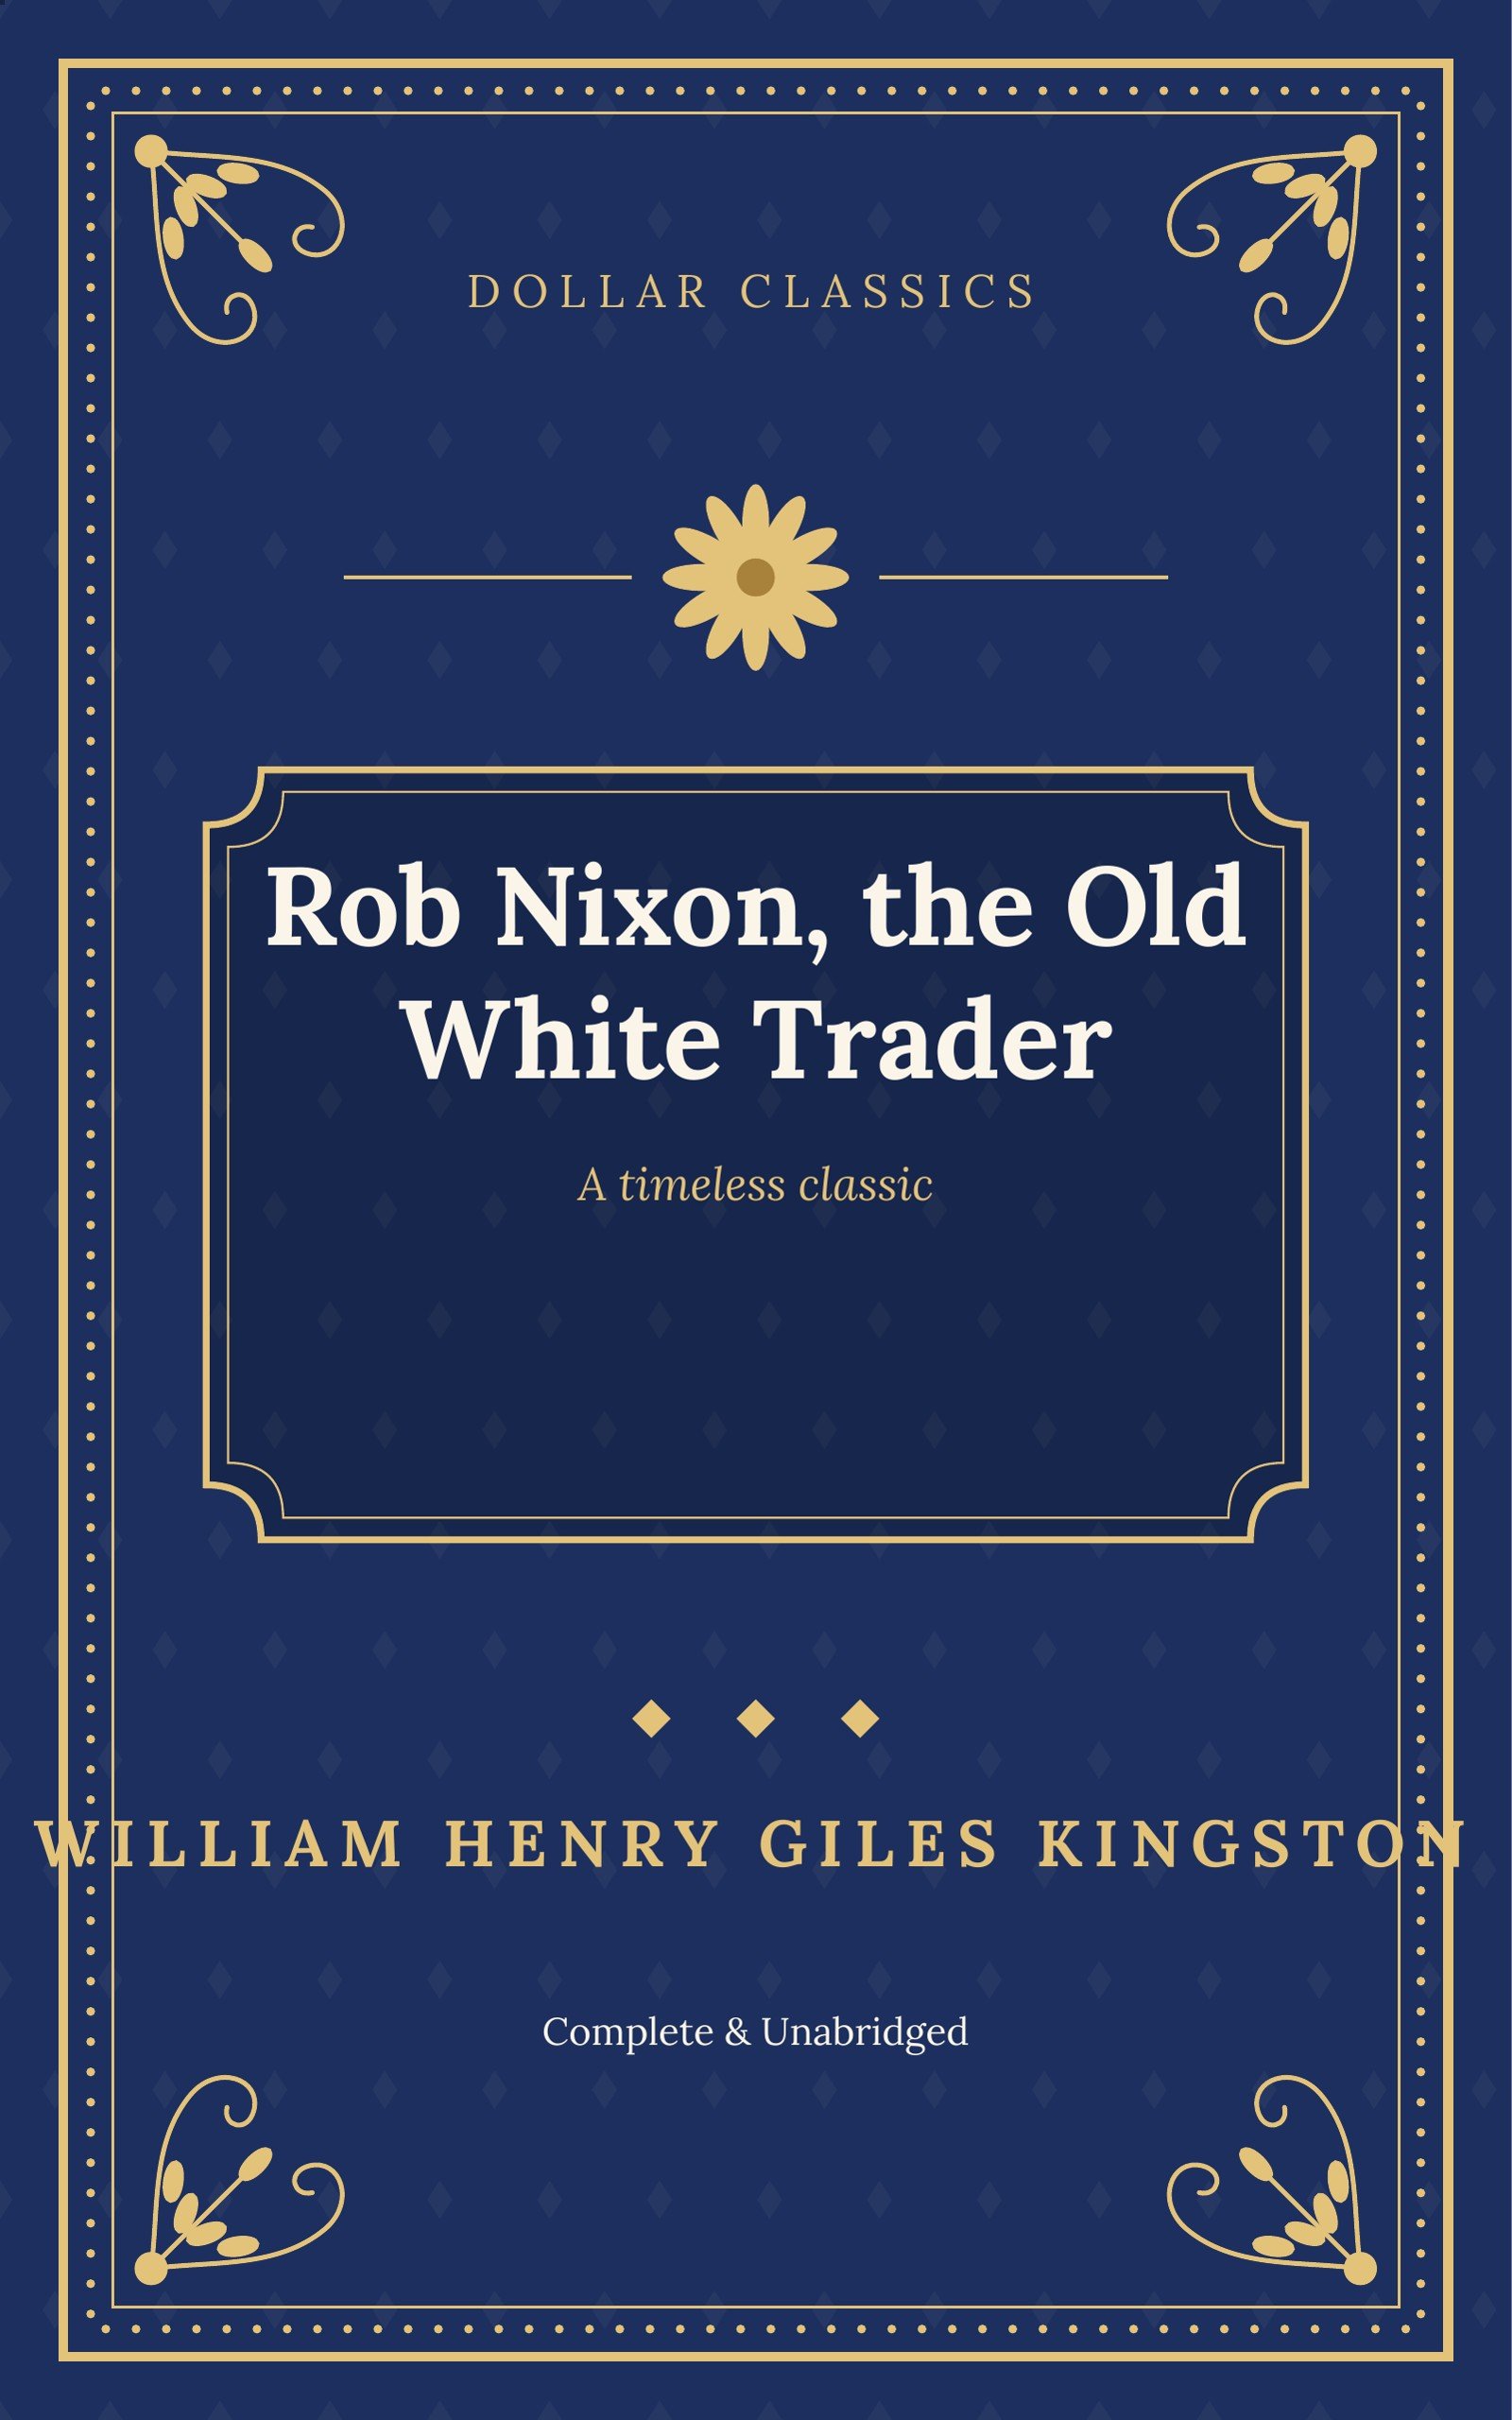 DOLLAR CLASSICS
Rob Nixon, the Old
White Trader
A timeless classic
WILLIAM HENRY GILES KINGSTON
Complete & Unabridged